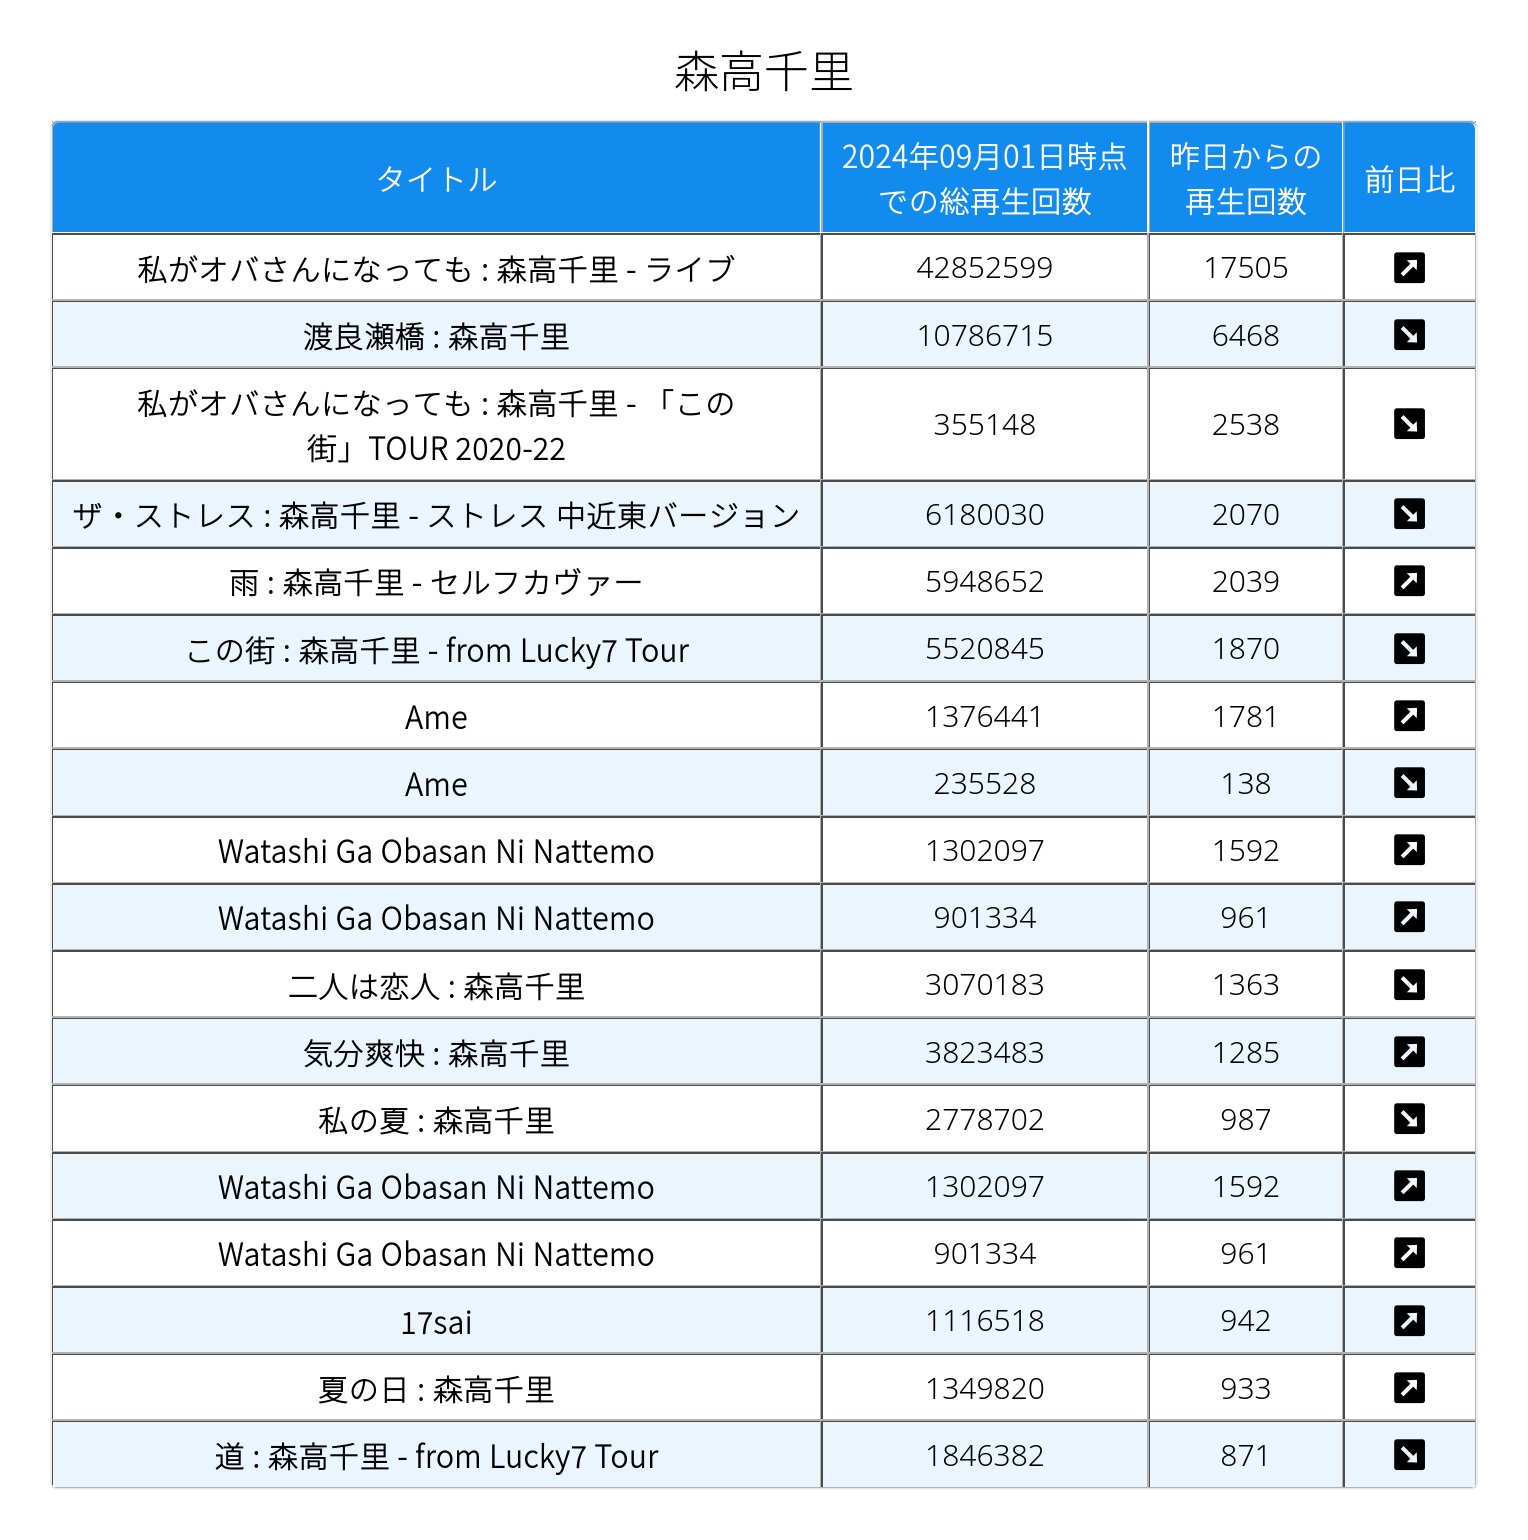 森高千里
タイトル
2024年09月01日時点
での総再生回数
昨日からの
再生回数
前日比
私がオバさんになっても : 森高千里 - ライブ 42852599 17505
渡良瀬橋 : 森高千里 10786715 6468
私がオバさんになっても : 森高千里 - 「この
街」TOUR 2020-22 355148 2538
ザ・ストレス : 森高千里 - ストレス 中近東バージョン 6180030 2070
雨 : 森高千里 - セルフカヴァー 5948652 2039
この街 : 森高千里 - from Lucky7 Tour 5520845 1870
Ame 1376441 1781
Ame 235528 138
Watashi Ga Obasan Ni Nattemo 1302097 1592
Watashi Ga Obasan Ni Nattemo 901334 961
二人は恋人 : 森高千里 3070183 1363
気分爽快 : 森高千里 3823483 1285
私の夏 : 森高千里 2778702 987
Watashi Ga Obasan Ni Nattemo 1302097 1592
Watashi Ga Obasan Ni Nattemo 901334 961
17sai 1116518 942
夏の日 : 森高千里 1349820 933
道 : 森高千里 - from Lucky7 Tour 1846382 871